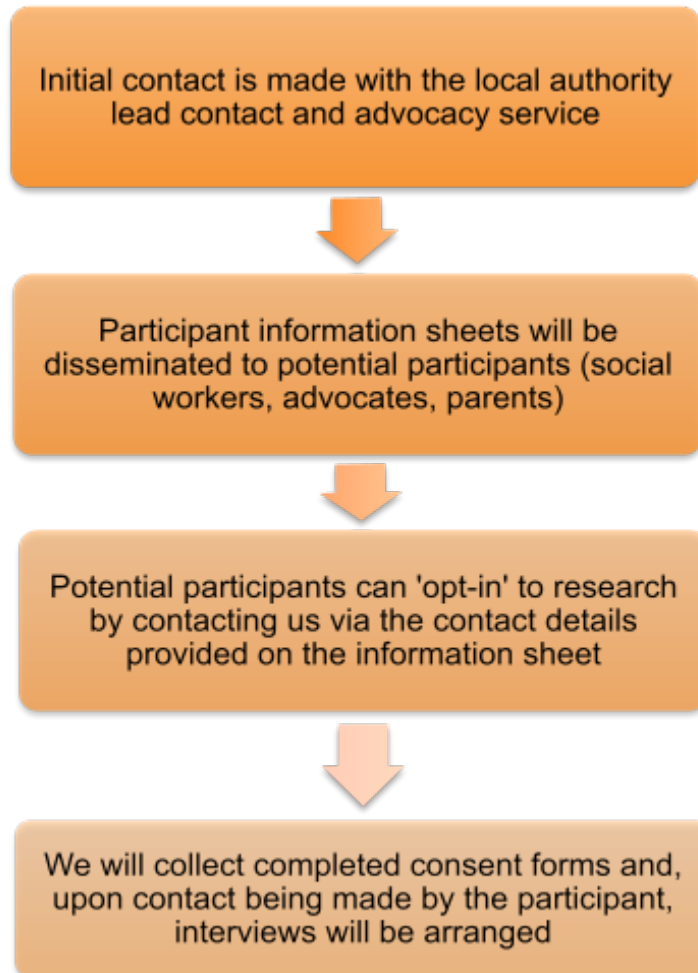 Initial contact is made with the local authority
lead contact and advocacy service
Participant information sheets will be
disseminated to potential participants (social
workers, advocates, parents)
Potential participants can 'opt-in' to research
by contacting us via the contact details
provided on the information sheet
We will collect completed consent forms and,
upon contact being made by the participant,
interviews will be arranged